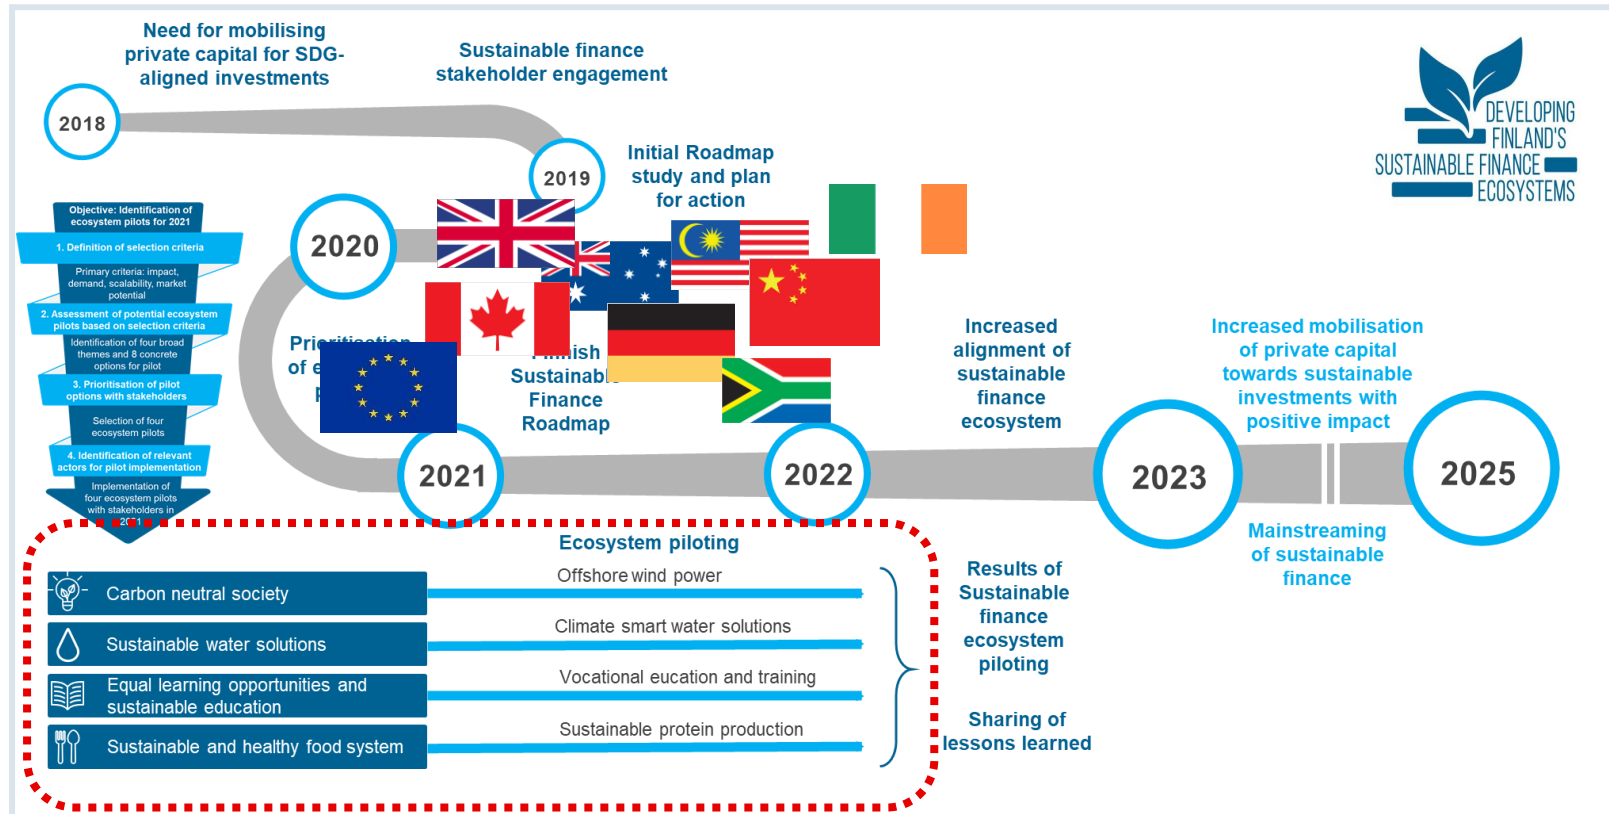 Need for mobilising
private capital for SDG-
aligned investments
Sustainable finance
stakeholder engagement
2018
2019
Initial Roadmap
study and plan
for action
DEVELOPING
FINLAND'S
SUSTAINABLE FINANCE
ECOSYSTEMS
Objective: Identification of
ecosystem pilots for 2021
1. Definition of selection criteria
Primary criteria: impact,
demand, scalability, market
potential
2. Assessment of potential ecosystem
pilots based on selection criteria
Identification of four broad
themes and 8 concrete
options for pilot
3. Prioritisation of pilot
options with stakeholders
Selection of four
ecosystem pilots
4. Identification of relevant
actors for pilot implementation
Implementation of
four ecosystem pilots
with stakeholders in
2021
2020
of
Sustainable
Finance
Roadmap
Increased
alignment of
sustainable
finance
ecosystem
Increased mobilisation
of private capital
towards sustainable
investments with
positive impact
2021
2022
2023
2025
Mainstreaming
of sustainable
finance
Ecosystem piloting
Carbon neutral society
Offshore wind power
Sustainable water solutions
Climate smart water solutions
Equal learning opportunities and
sustainable education
Vocational eucation and training
Sustainable and healthy food system
Sustainable protein production
Results of
Sustainable
finance
ecosystem
piloting
Sharing of
lessons learned